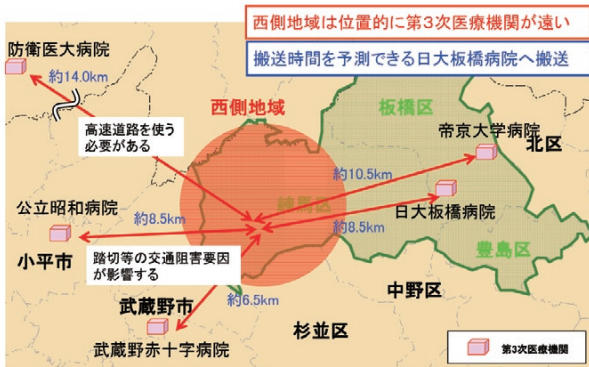 西側地域は位置的に第3次医療機関が遠い
搬送時間を予測できる日大板橋病院へ搬送
防衛医大病院
約14.0km
西側地域
板橋区
帝京大学病院
北区
高速道路を使う
必要がある
約10.5km
練馬区
公立昭和病院
約8.5km
約8.5km
日大板橋病院
小平市
踏切等の交通阻害要因
が影響する
豊島区
武蔵野市
約6.5km
中野区
杉並区
武蔵野赤十字病院
第3次医療機関